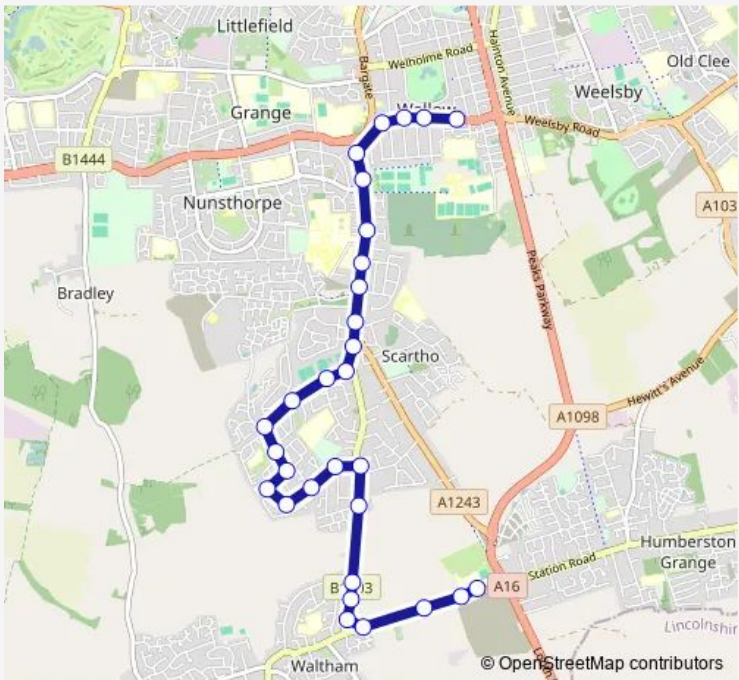 Littlefield
Hainton Avenue
Welholme Road
Bargate
Old Clee
Weelsby
Grange
Weelsby Road
B1444
Nunsthorpe
A103
Peaks Parkway
Bradley
Scartho
Hewitt's Avenue
A1098
A1243
Humberston
Grange
Station Road
A16
Lincolnshir
Waltham
© OpenStreetMap contributors